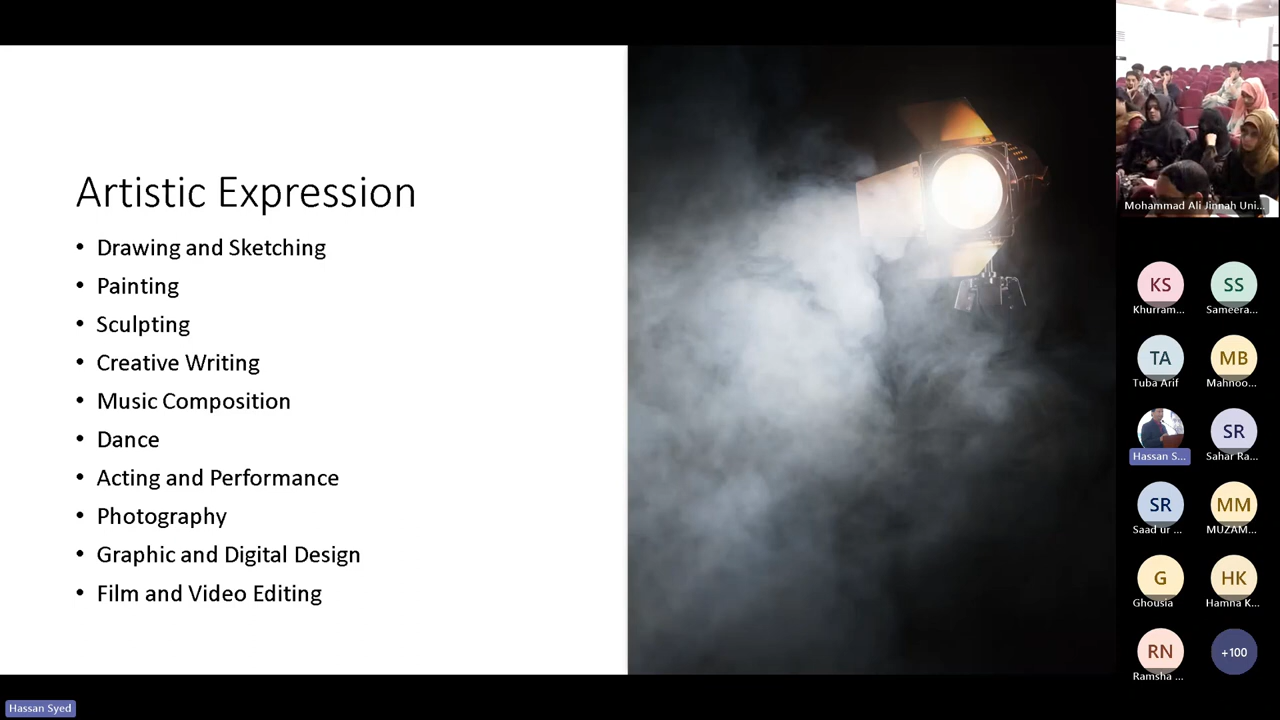 Artistic Expression
• Drawing and Sketching
• Painting
• Sculpting
• Creative Writing
• Music Composition
• Dance
• Acting and Performance
• Photography
• Graphic and Digital Design
• Film and Video Editing
Hassan Syed
Mohammad Ali Jinnah Uni...
KS
Khurram...
SS
Sameera...
TA
Tuba Arif
MB
Mahnoo...
Hassan S...
SR
Sahar Ra...
SR
Saad ur ...
MM
MUZAM...
G
Ghousia
HK
Hamna K...
RN
Ramsha ...
+100